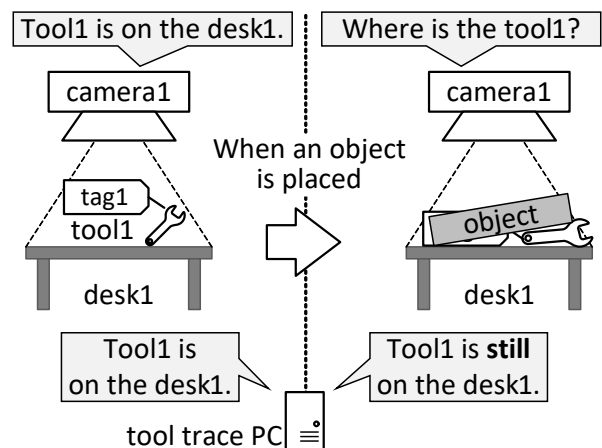 Tool1 is on the desk1.
Where is the tool1?
camera1
camera1
When an object
is placed
tag1
tool1
object
desk1
desk1
Tool1 is
on the desk1.
Tool1 is still
on the desk1.
tool trace PC